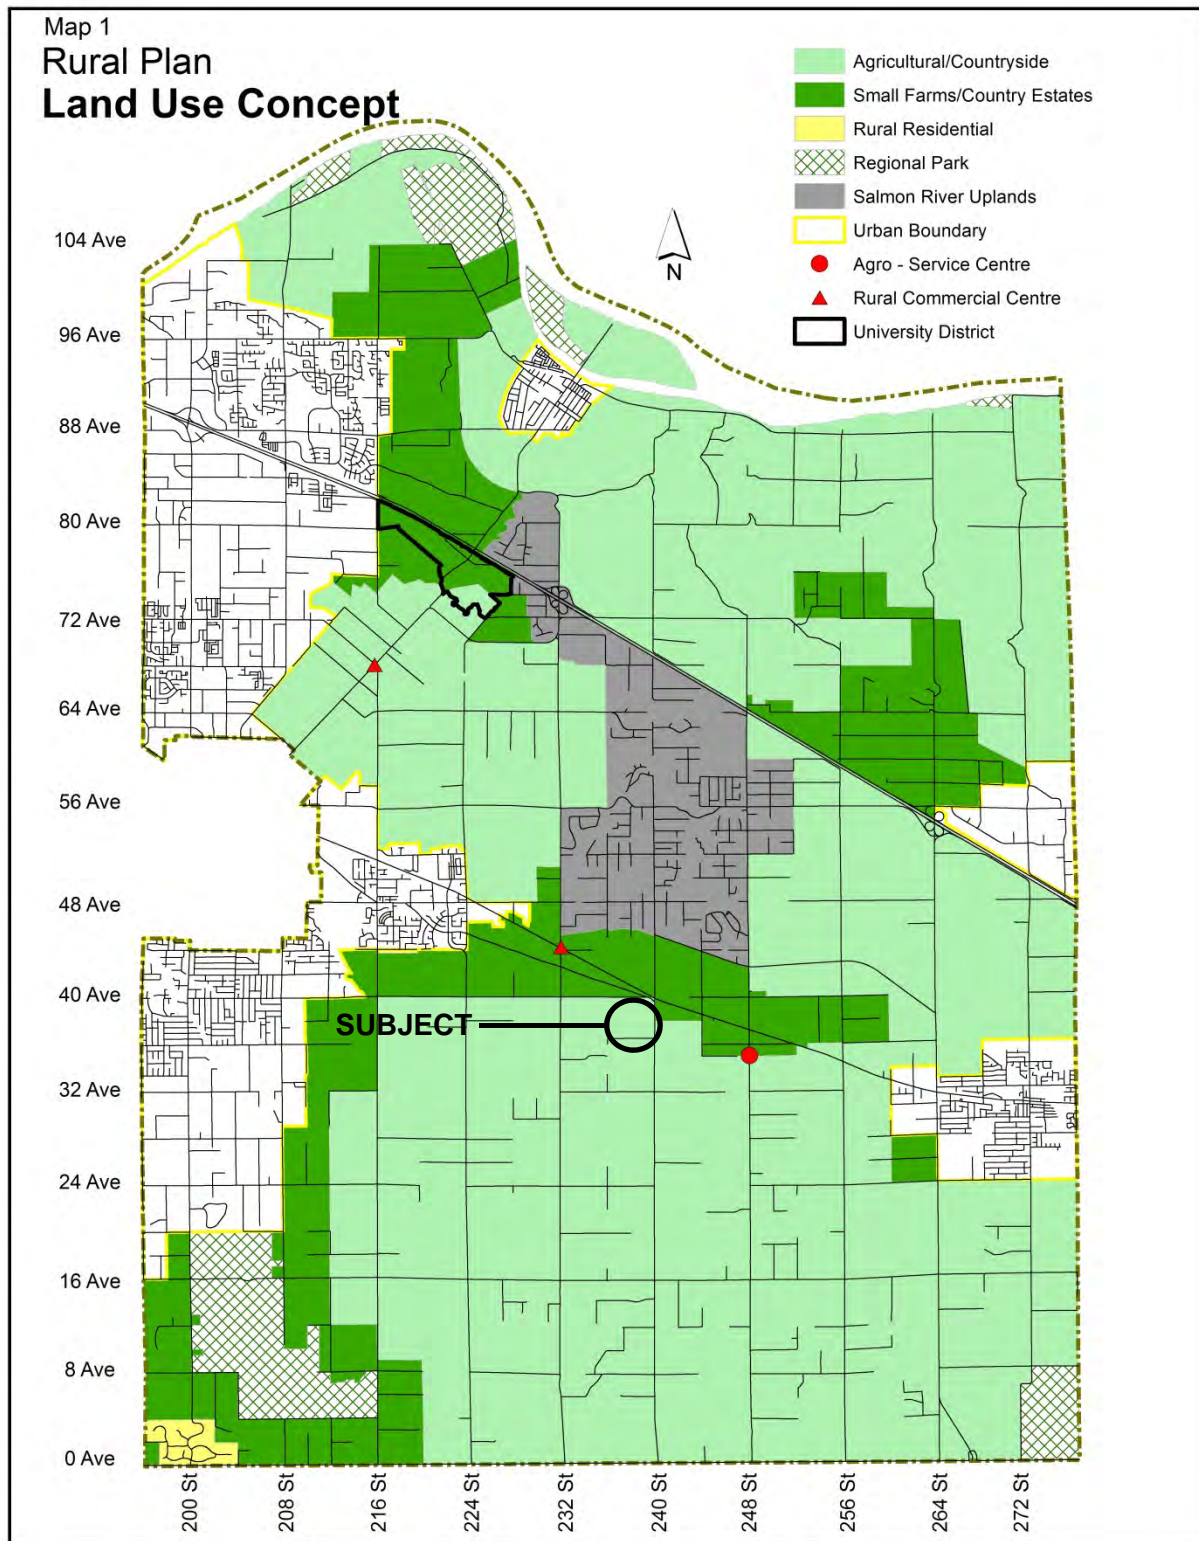 Map 1
Rural Plan
Land Use Concept
Agricultural/Countryside
Small Farms/Country Estates
Rural Residential
Regional Park
Salmon River Uplands
Urban Boundary
Agro - Service Centre
Rural Commercial Centre
University District
N
104 Ave
96 Ave
88 Ave
80 Ave
72 Ave
64 Ave
56 Ave
48 Ave
40 Ave
SUBJECT
32 Ave
24 Ave
16 Ave
8 Ave
0 Ave
200 St
208 St
216 St
224 St
232 St
240 St
248 St
256 St
264 St
272 St